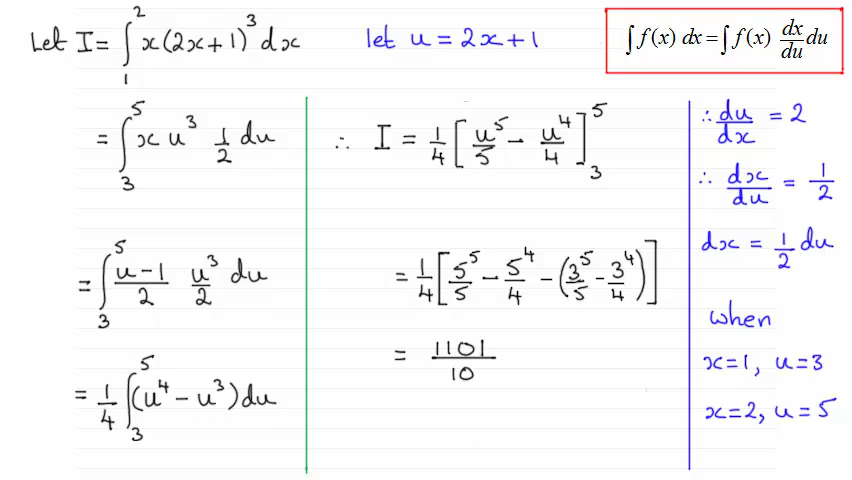 Let I = ∫₁² x(2x+1)³ dx
let u = 2x+1
∫ f(x) dx = ∫ f(x) dx/du du
= ∫₃⁵ x u³ 1/2 du
= ∫₃⁵ (u-1)/2 u³/2 du
= 1/4 ∫₃⁵ (u⁴ - u³) du
∴ I = 1/4 [u⁵/5 - u⁴/4]₃⁵
= 1/4 [5⁵/5 - 5⁴/4 - (3⁵/5 - 3⁴/4)]
= 1101/10
∴ du/dx = 2
∴ dx/du = 1/2
dx = 1/2 du
when
x=1, u=3
x=2, u=5